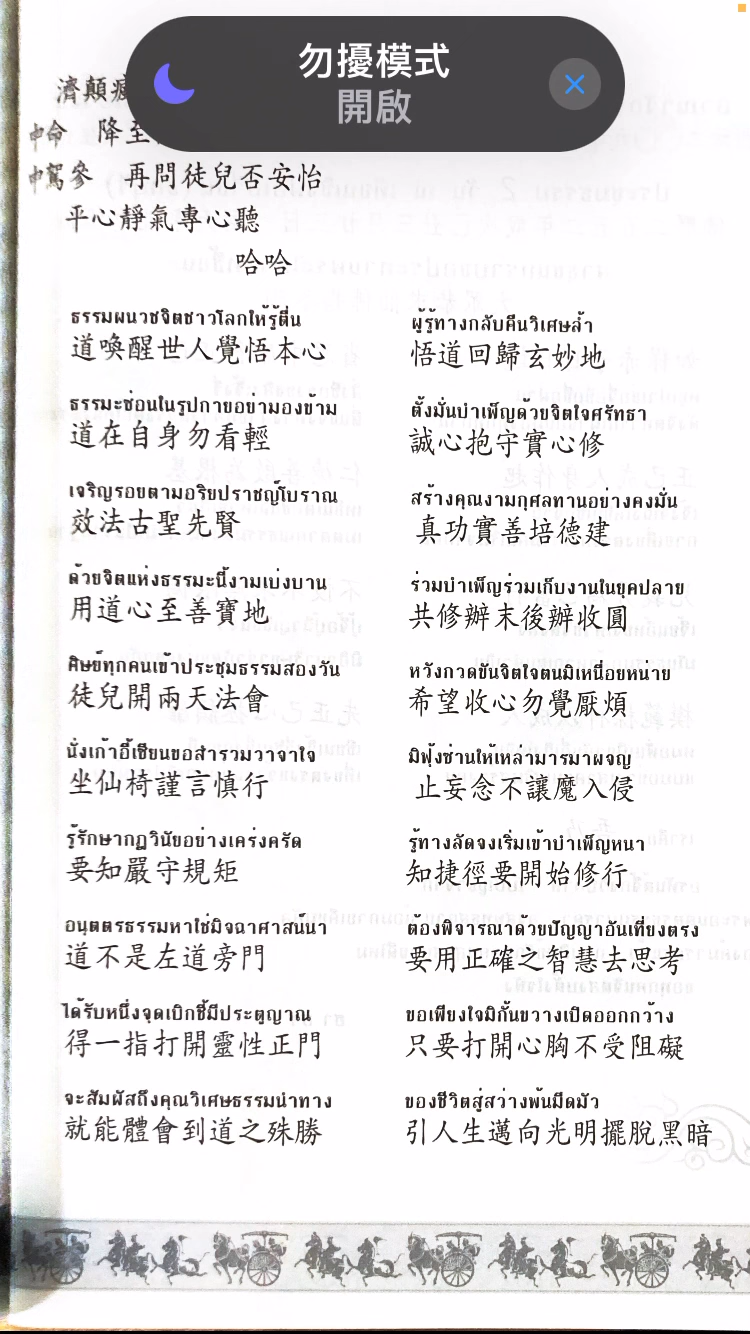 勿擾模式
開啟
濟顛
命 降至
駕參 再問徒兒否安怡
平心靜氣專心聽
哈哈
ธรรมผนวชจิตชาวโลกให้รู้ตื่น
道喚醒世人覺悟本心
ผู้รู้ทางกลับคืนวิเศษล้ำ
悟道回歸玄妙地
ธรรมะซ่อนในรูปกายอย่ามองข้าม
道在自身勿看輕
ตั้งมั่นบำเพ็ญด้วยจิตใจศรัทธา
誠心抱守實心修
เจริญรอยตามอริยปราชญ์โบราณ
效法古聖先賢
สร้างคุณงามกุศลทานอย่างคงมั่น
真功實善培德建
ด้วยจิตแห่งธรรมะนี้งามเบ่งบาน
用道心至善寶地
ร่วมบำเพ็ญร่วมเก็บงานในยุคปลาย
共修辦末後辦收圓
ศิษย์ทุกคนเข้าประชุมธรรมสองวัน
徒兒開兩天法會
หวังกวดขันจิตใจตนมิเหนื่อยหน่าย
希望收心勿覺厭煩
นั่งเก้าอี้เซียนขอสำรวมวาจาใจ
坐仙椅謹言慎行
มิฟุ้งซ่านให้เหล่ามารมาผจญ
止妄念不讓魔入侵
รู้รักษากฏวินัยอย่างเคร่งครัด
要知嚴守規矩
รู้ทางลัดจงเริ่มเข้าบำเพ็ญหนา
知捷徑要開始修行
อนุตตรธรรมหาใช่มิจฉาศาสน์นา
道不是左道旁門
ต้องพิจารณาด้วยปัญญาอันเที่ยงตรง
要用正確之智慧去思考
ได้รับหนึ่งจุดเบิกชี้มีประตูญาณ
得一指打開靈性正門
ขอเพียงใจมิกั้นขวางเปิดออกกว้าง
只要打開心胸不受阻礙
จะสัมผัสถึงคุณวิเศษธรรมนำทาง
就能體會到道之殊勝
ของชีวิตสู่สว่างพ้นมืดมัว
引人生邁向光明擺脫黑暗